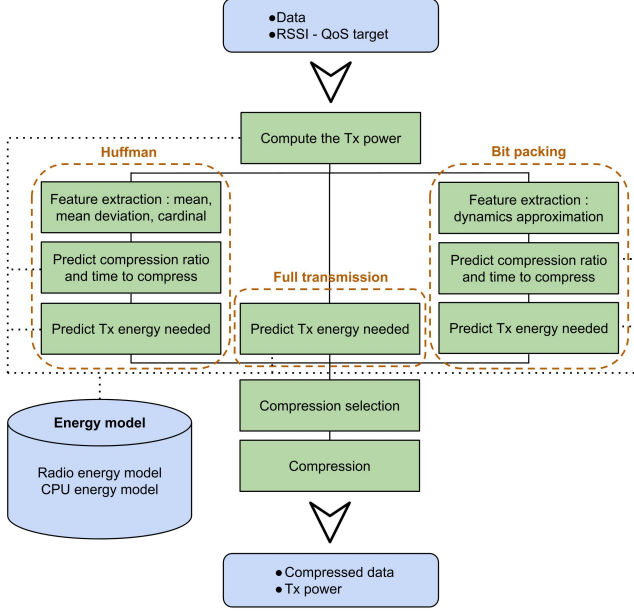 ●Data
●RSSI - QoS target
Compute the Tx power
Huffman
Feature extraction : mean,
mean deviation, cardinal
Predict compression ratio
and time to compress
Predict Tx energy needed
Full transmission
Predict Tx energy needed
Bit packing
Feature extraction :
dynamics approximation
Predict compression ratio
and time to compress
Predict Tx energy needed
Compression selection
Compression
Energy model
Radio energy model
CPU energy model
●Compressed data
●Tx power